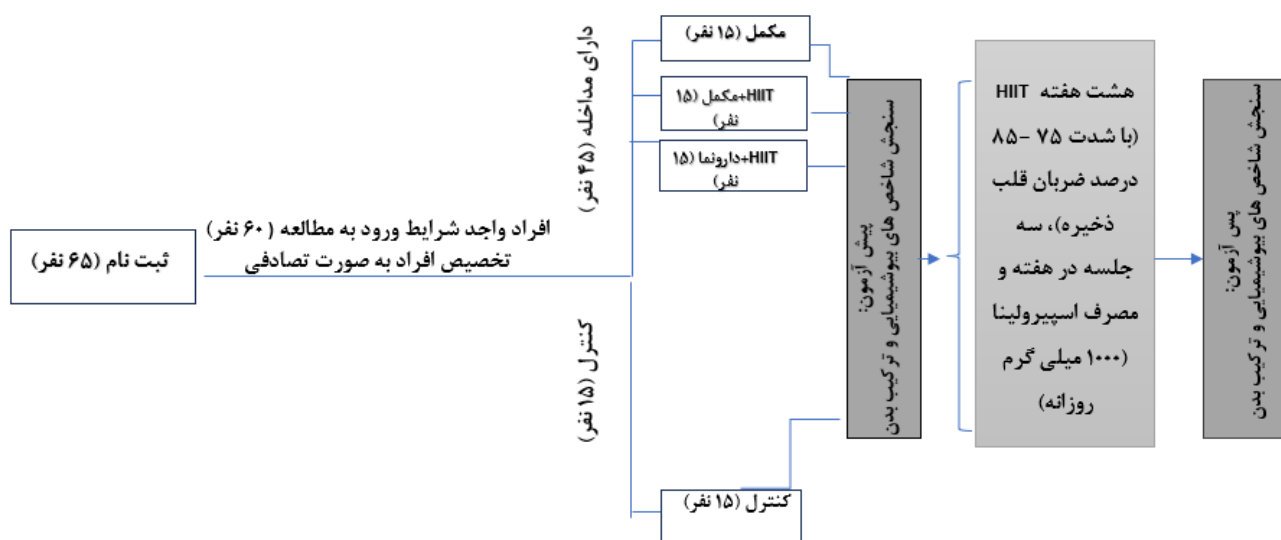 ثبت نام (۶۵ نفر)
افراد واجد شرایط ورود به مطالعه (۶۰ نفر)
تخصیص افراد به صورت تصادفی
دارای مداخله (۴۵ نفر)
کنترل (۱۵ نفر)
مکمل (۱۵ نفر)
HIIT+مکمل (۱۵
نفر)
HIIT+دارونما (۱۵
نفر)
کنترل (۱۵ نفر)
پیش آزمون:
سنجش شاخص های بیوشیمیایی و ترکیب بدن
هشت هفته HIIT
(با شدت ۷۵ -۸۵
درصد ضربان قلب
ذخیره)، سه
جلسه در هفته و
مصرف اسپیرولینا
(۱۰۰۰ میلی گرم
روزانه)
پس آزمون:
سنجش شاخص های بیوشیمیایی و ترکیب بدن